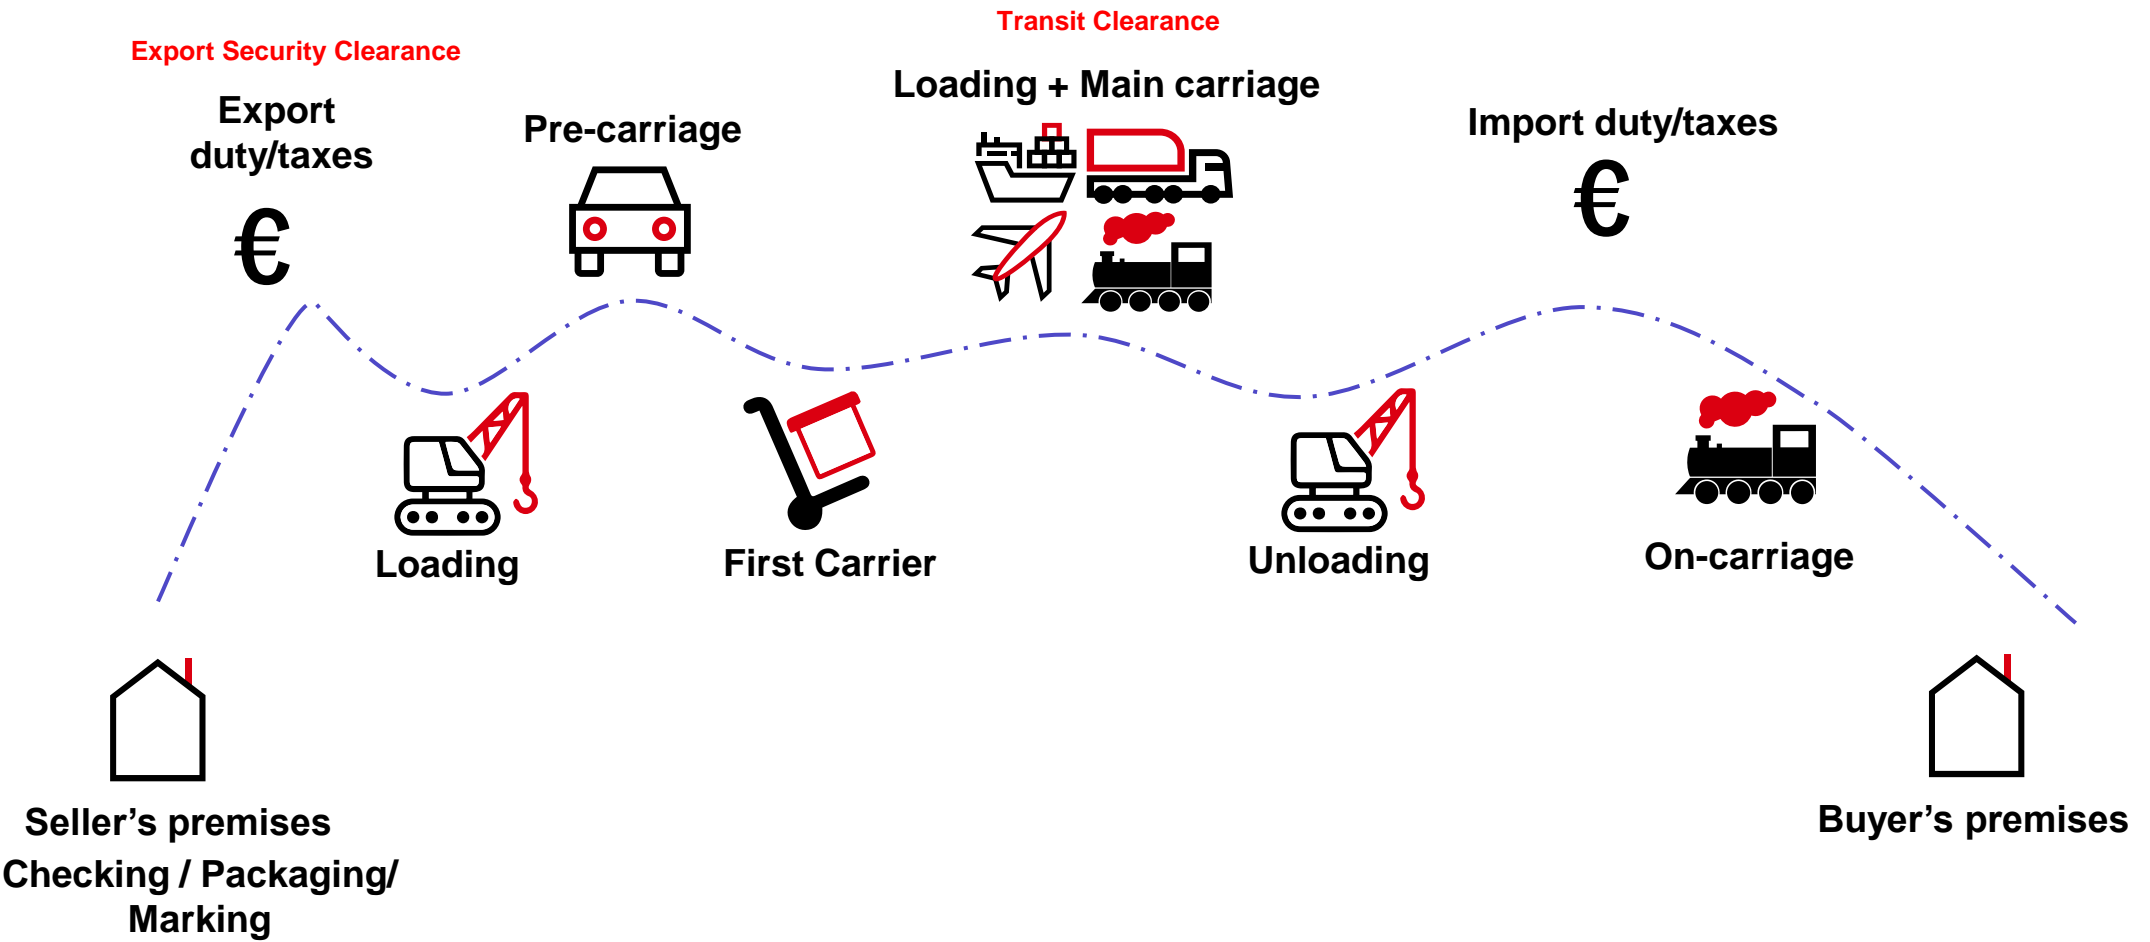 Transit Clearance
Export Security Clearance
Loading + Main carriage
Export
duty/taxes
Pre-carriage
Import duty/taxes
€
€
Loading
First Carrier
Unloading
On-carriage
Seller’s premises
Checking / Packaging/
Marking
Buyer’s premises